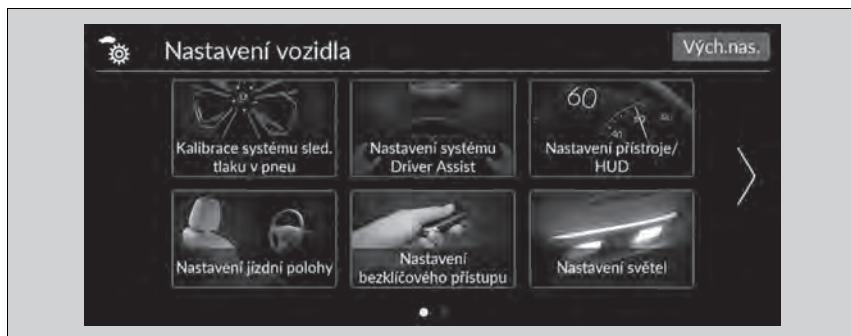 Nastavení vozidla
Vých.nas.
60
Kalibrace systému sled.
tlaku v pneu
Nastavení systému
Driver Assist
Nastavení přístroje/
HUD
Nastavení jízdní polohy
Nastavení
bezklíčového přístupu
Nastavení světel